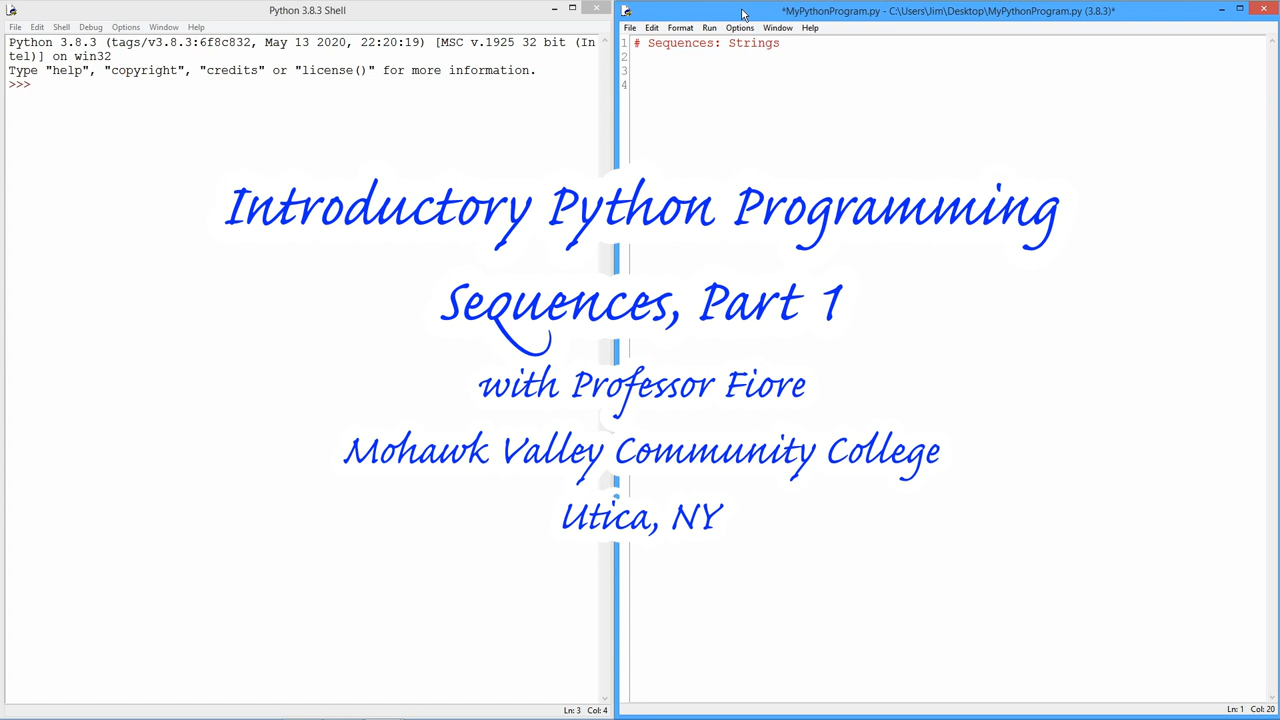 Python 3.8.3 Shell
File Edit Shell Debug Options Window Help
Python 3.8.3 (tags/v3.8.3:6f8c832, May 13 2020, 22:20:19) [MSC v.1925 32 bit (In
tel)] on win32
Type "help", "copyright", "credits" or "license()" for more information.
>>>
Ln: 3 Col: 4
*MyPythonProgram.py - C:\Users\Jim\Desktop\MyPythonProgram.py (3.8.3)*
File Edit Format Run Options Window Help
1 # Sequences: Strings
2
3
4
Ln: 1 Col: 20
Introductory Python Programming
Sequences, Part 1
with Professor Fiore
Mohawk Valley Community College
Utica, NY